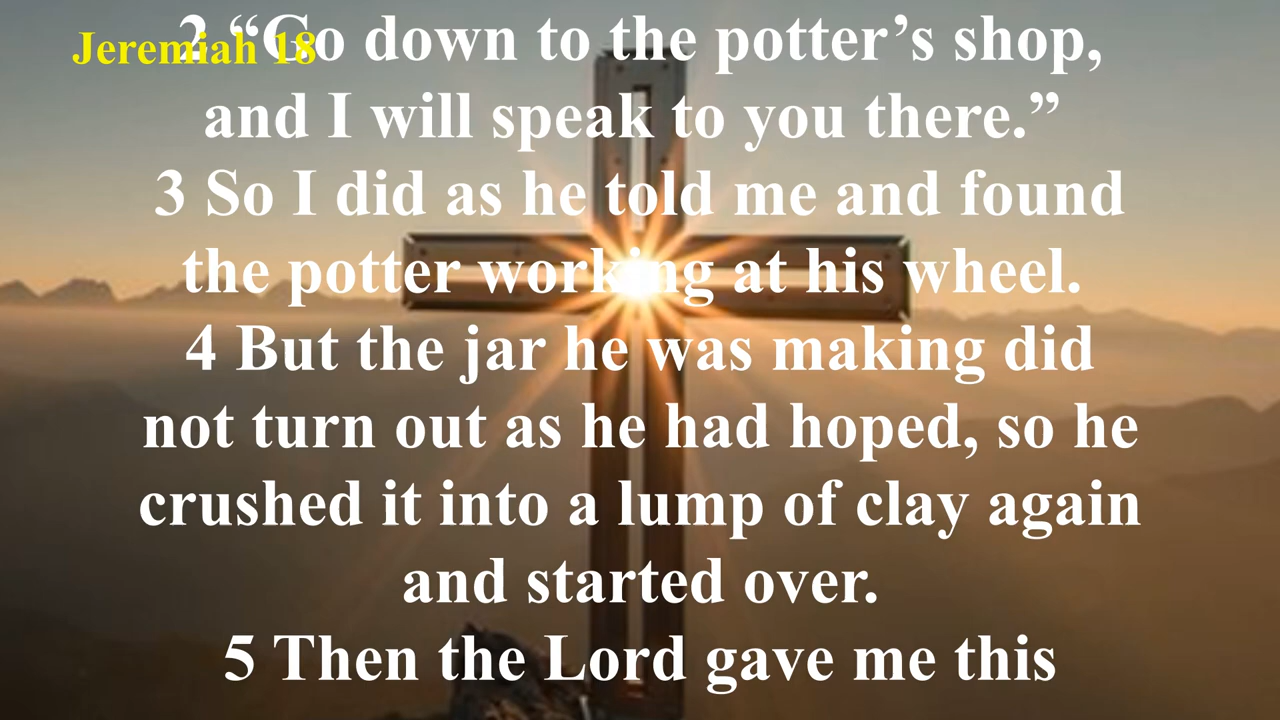 Jeremiah 18
2 “Go down to the potter’s shop,
and I will speak to you there.”
3 So I did as he told me and found
the potter working at his wheel.
4 But the jar he was making did
not turn out as he had hoped, so he
crushed it into a lump of clay again
and started over.
5 Then the Lord gave me this